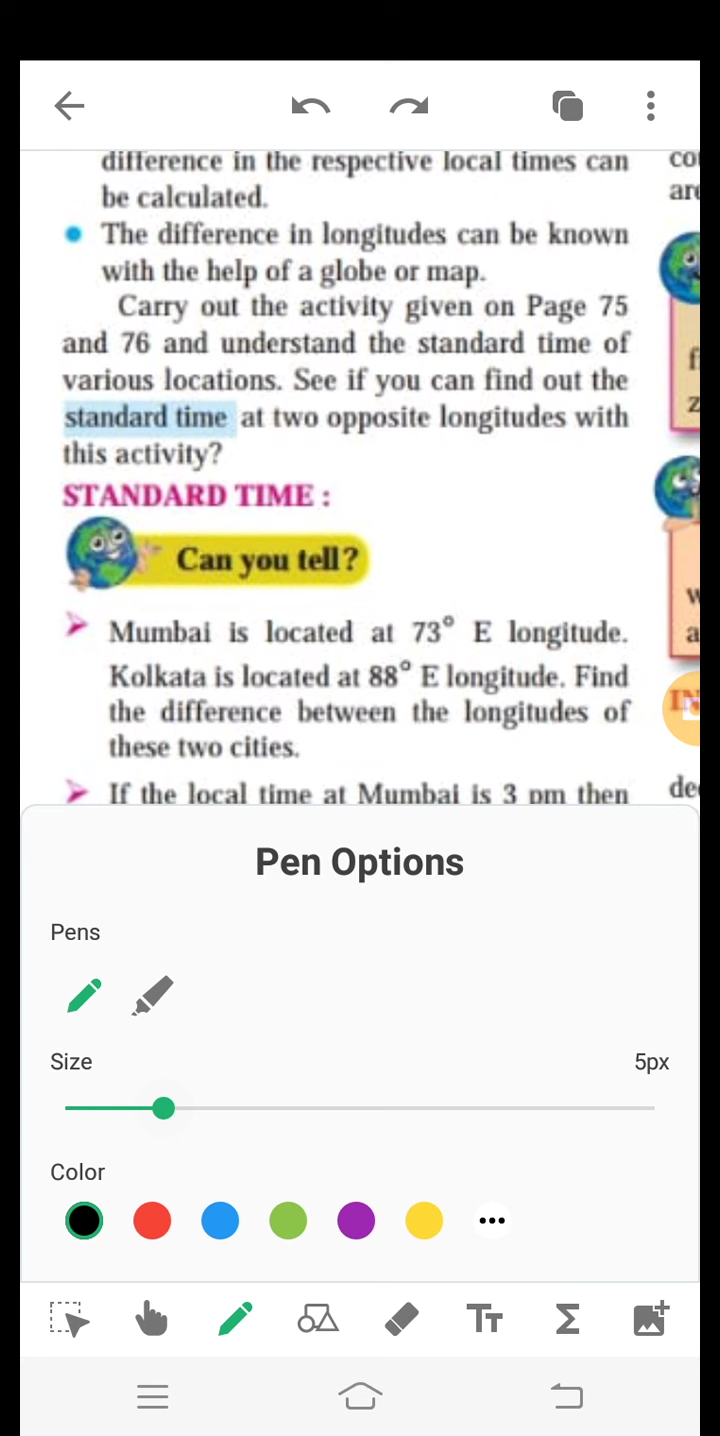 difference in the respective local times can
be calculated.
The difference in longitudes can be known
with the help of a globe or map.
Carry out the activity given on Page 75
and 76 and understand the standard time of
various locations. See if you can find out the
standard time at two opposite longitudes with
this activity?
STANDARD TIME :
Can you tell?
Mumbai is located at 73° E longitude.
Kolkata is located at 88° E longitude. Find
the difference between the longitudes of
these two cities.
If the local time at Mumbai is 3 pm then
Pen Options
Pens
Size 5px
Color
Tт
Σ